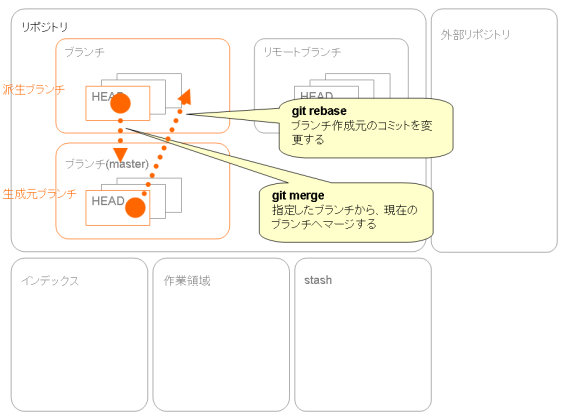 リポジトリ
外部リポジトリ
ブランチ
リモートブランチ
派生ブランチ
HEAD
HEAD
git rebase
ブランチ作成元のコミットを変
更する
ブランチ(master)
生成元ブランチ
HEAD
git merge
指定したブランチから、現在の
ブランチへマージする
インデックス
作業領域
stash